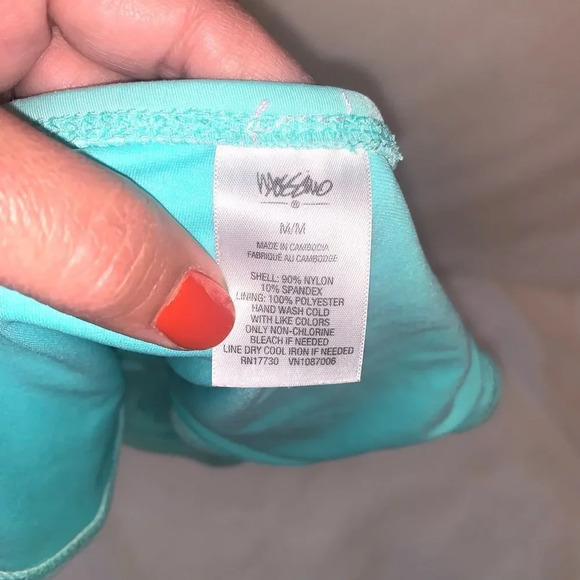 MOSSIMO
®
M/M
MADE IN CAMBODIA
FABRIQUÉ AU CAMBODGE
SHELL: 90% NYLON
10% SPANDEX
LINING: 100% POLYESTER
HAND WASH COLD
WITH LIKE COLORS
ONLY NON-CHLORINE
BLEACH IF NEEDED
LINE DRY COOL IRON IF NEEDED
RN17730 VN1087006